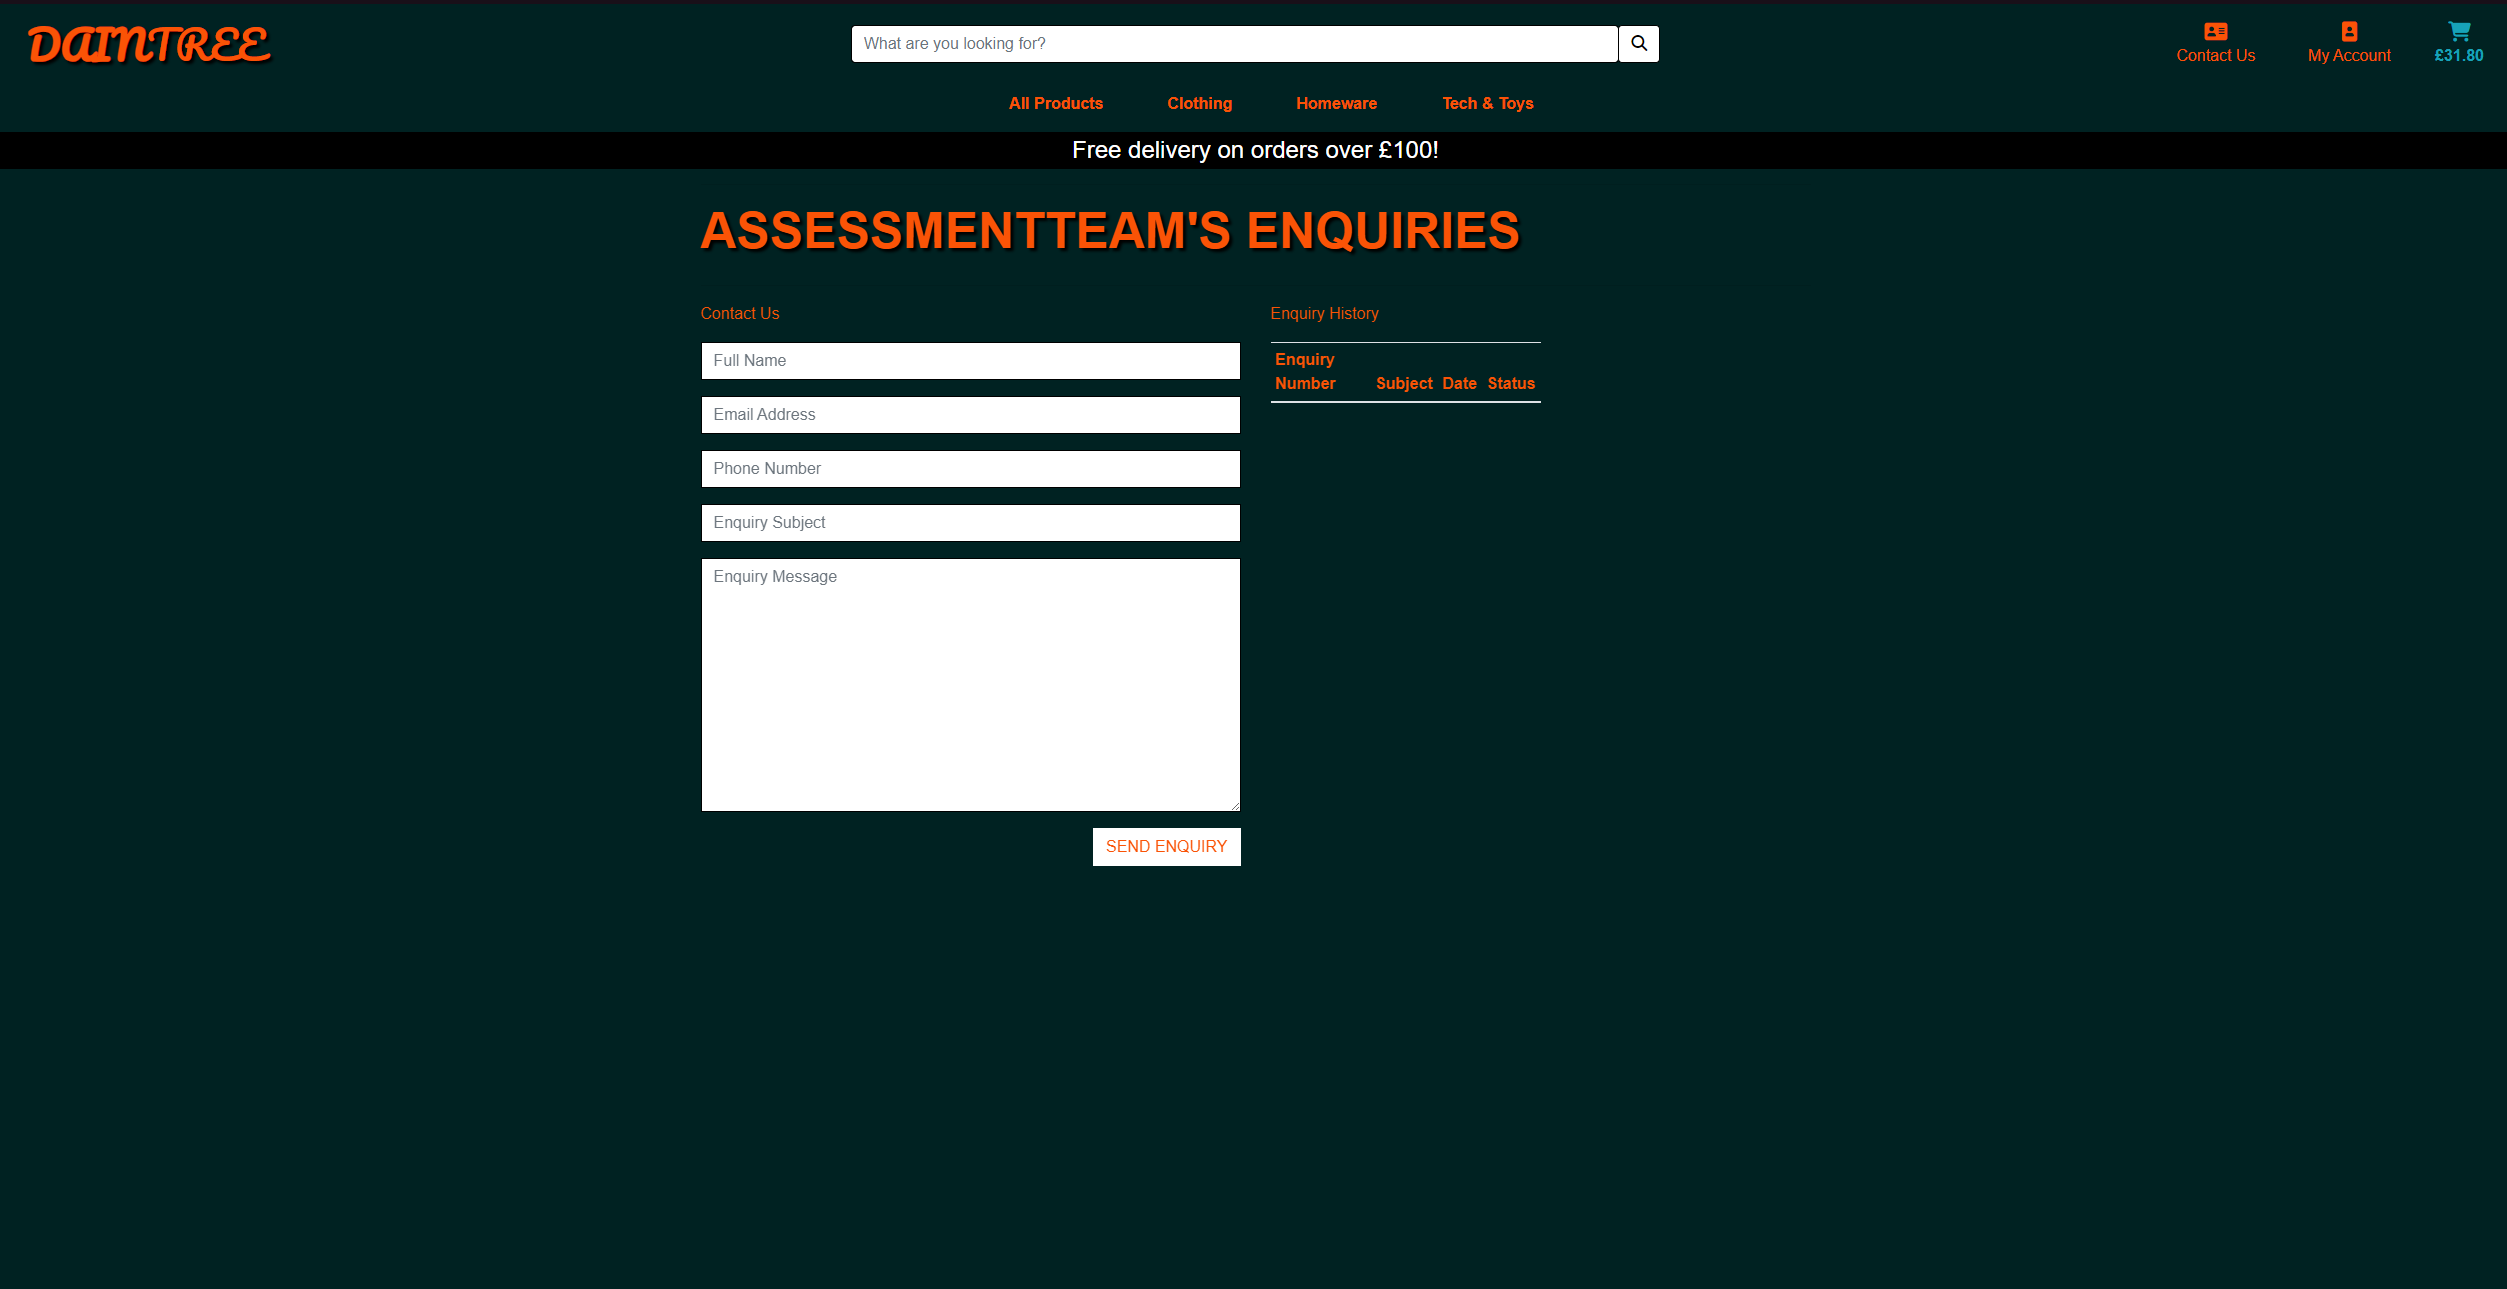 DAINTREE
What are you looking for?
Contact Us
My Account
£31.80
All Products
Clothing
Homeware
Tech & Toys
Free delivery on orders over £100!
ASSESSMENTTEAM'S ENQUIRIES
Contact Us
Full Name
Email Address
Phone Number
Enquiry Subject
Enquiry Message
SEND ENQUIRY
Enquiry History
Enquiry
Number Subject Date Status